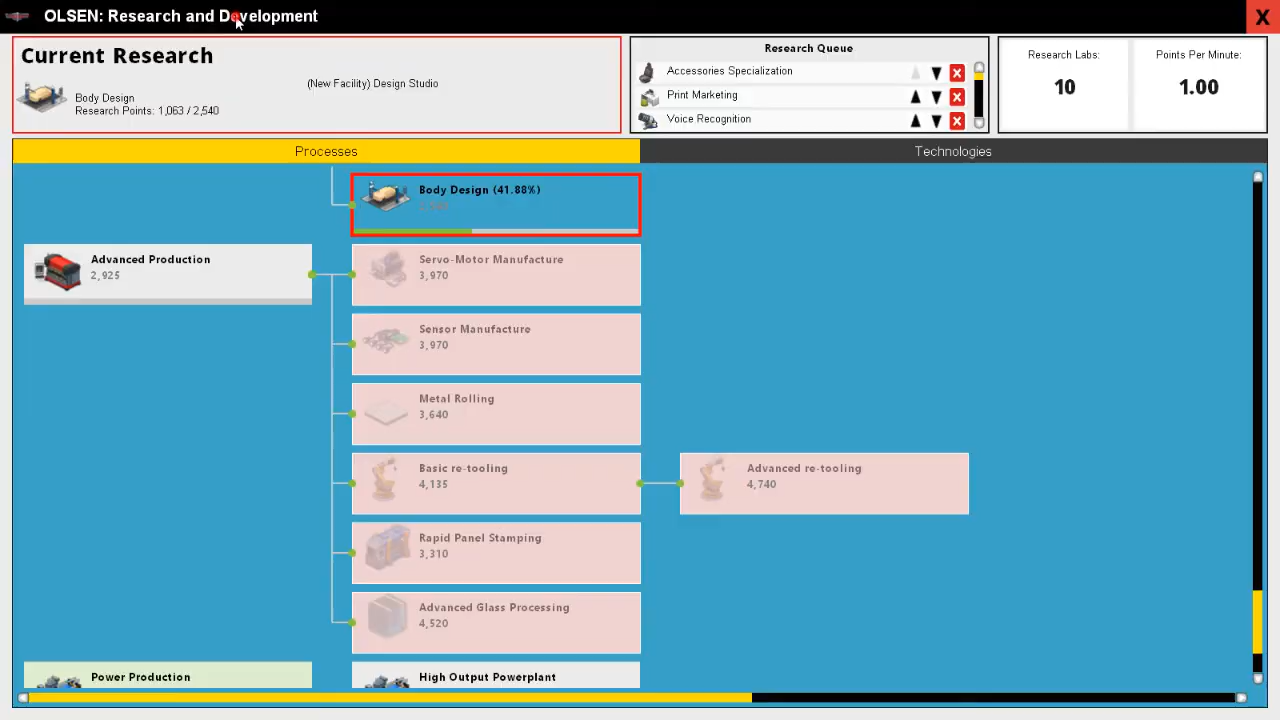 OLSEN: Research and Development
X
Current Research
(New Facility) Design Studio
Body Design
Research Points: 1,063 / 2,540
Research Queue
Accessories Specialization
Print Marketing
Voice Recognition
Research Labs:
10
Points Per Minute:
1.00
Processes
Technologies
Body Design (41.88%)
Advanced Production
2,925
Servo-Motor Manufacture
3,970
Sensor Manufacture
3,970
Metal Rolling
3,640
Basic re-tooling
4,135
Advanced re-tooling
4,740
Rapid Panel Stamping
3,310
Advanced Glass Processing
4,520
Power Production
High Output Powerplant